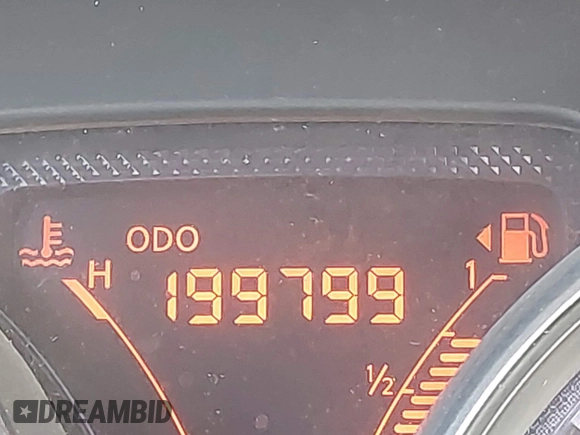 ODO
H 199799 1
1/2
DREAMBID